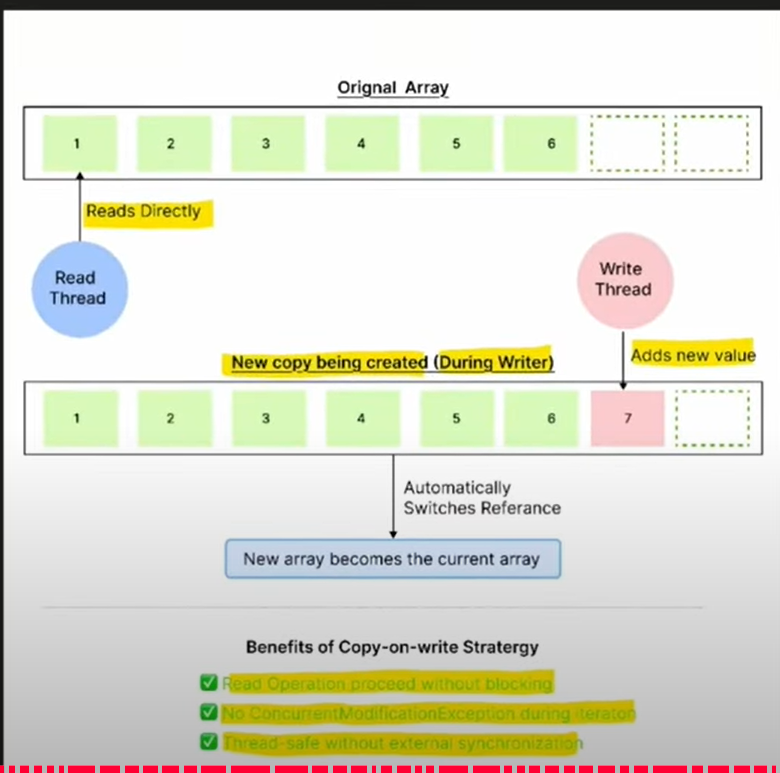 Orignal Array
1 2 3 4 5 6
Reads Directly
Read
Thread
Write
Thread
New copy being created (During Writer)
Adds new value
1 2 3 4 5 6 7
Automatically
Switches Referance
New array becomes the current array
Benefits of Copy-on-write Stratergy
✅ Read Operation proceed without blocking
✅ No ConcurrentModificationException during iteraton
✅ Thread-safe without external synchronization